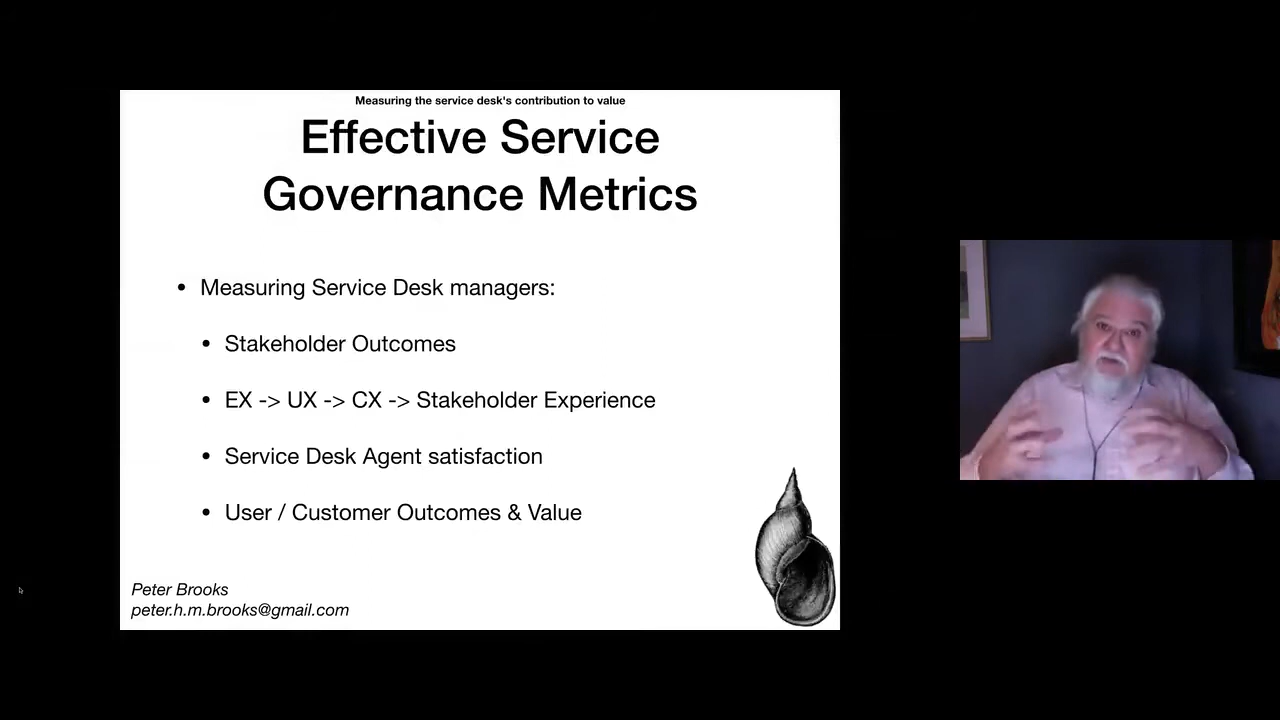 Measuring the service desk's contribution to value
Effective Service
Governance Metrics
• Measuring Service Desk managers:
• Stakeholder Outcomes
• EX -> UX -> CX -> Stakeholder Experience
• Service Desk Agent satisfaction
• User / Customer Outcomes & Value
Peter Brooks
peter.h.m.brooks@gmail.com